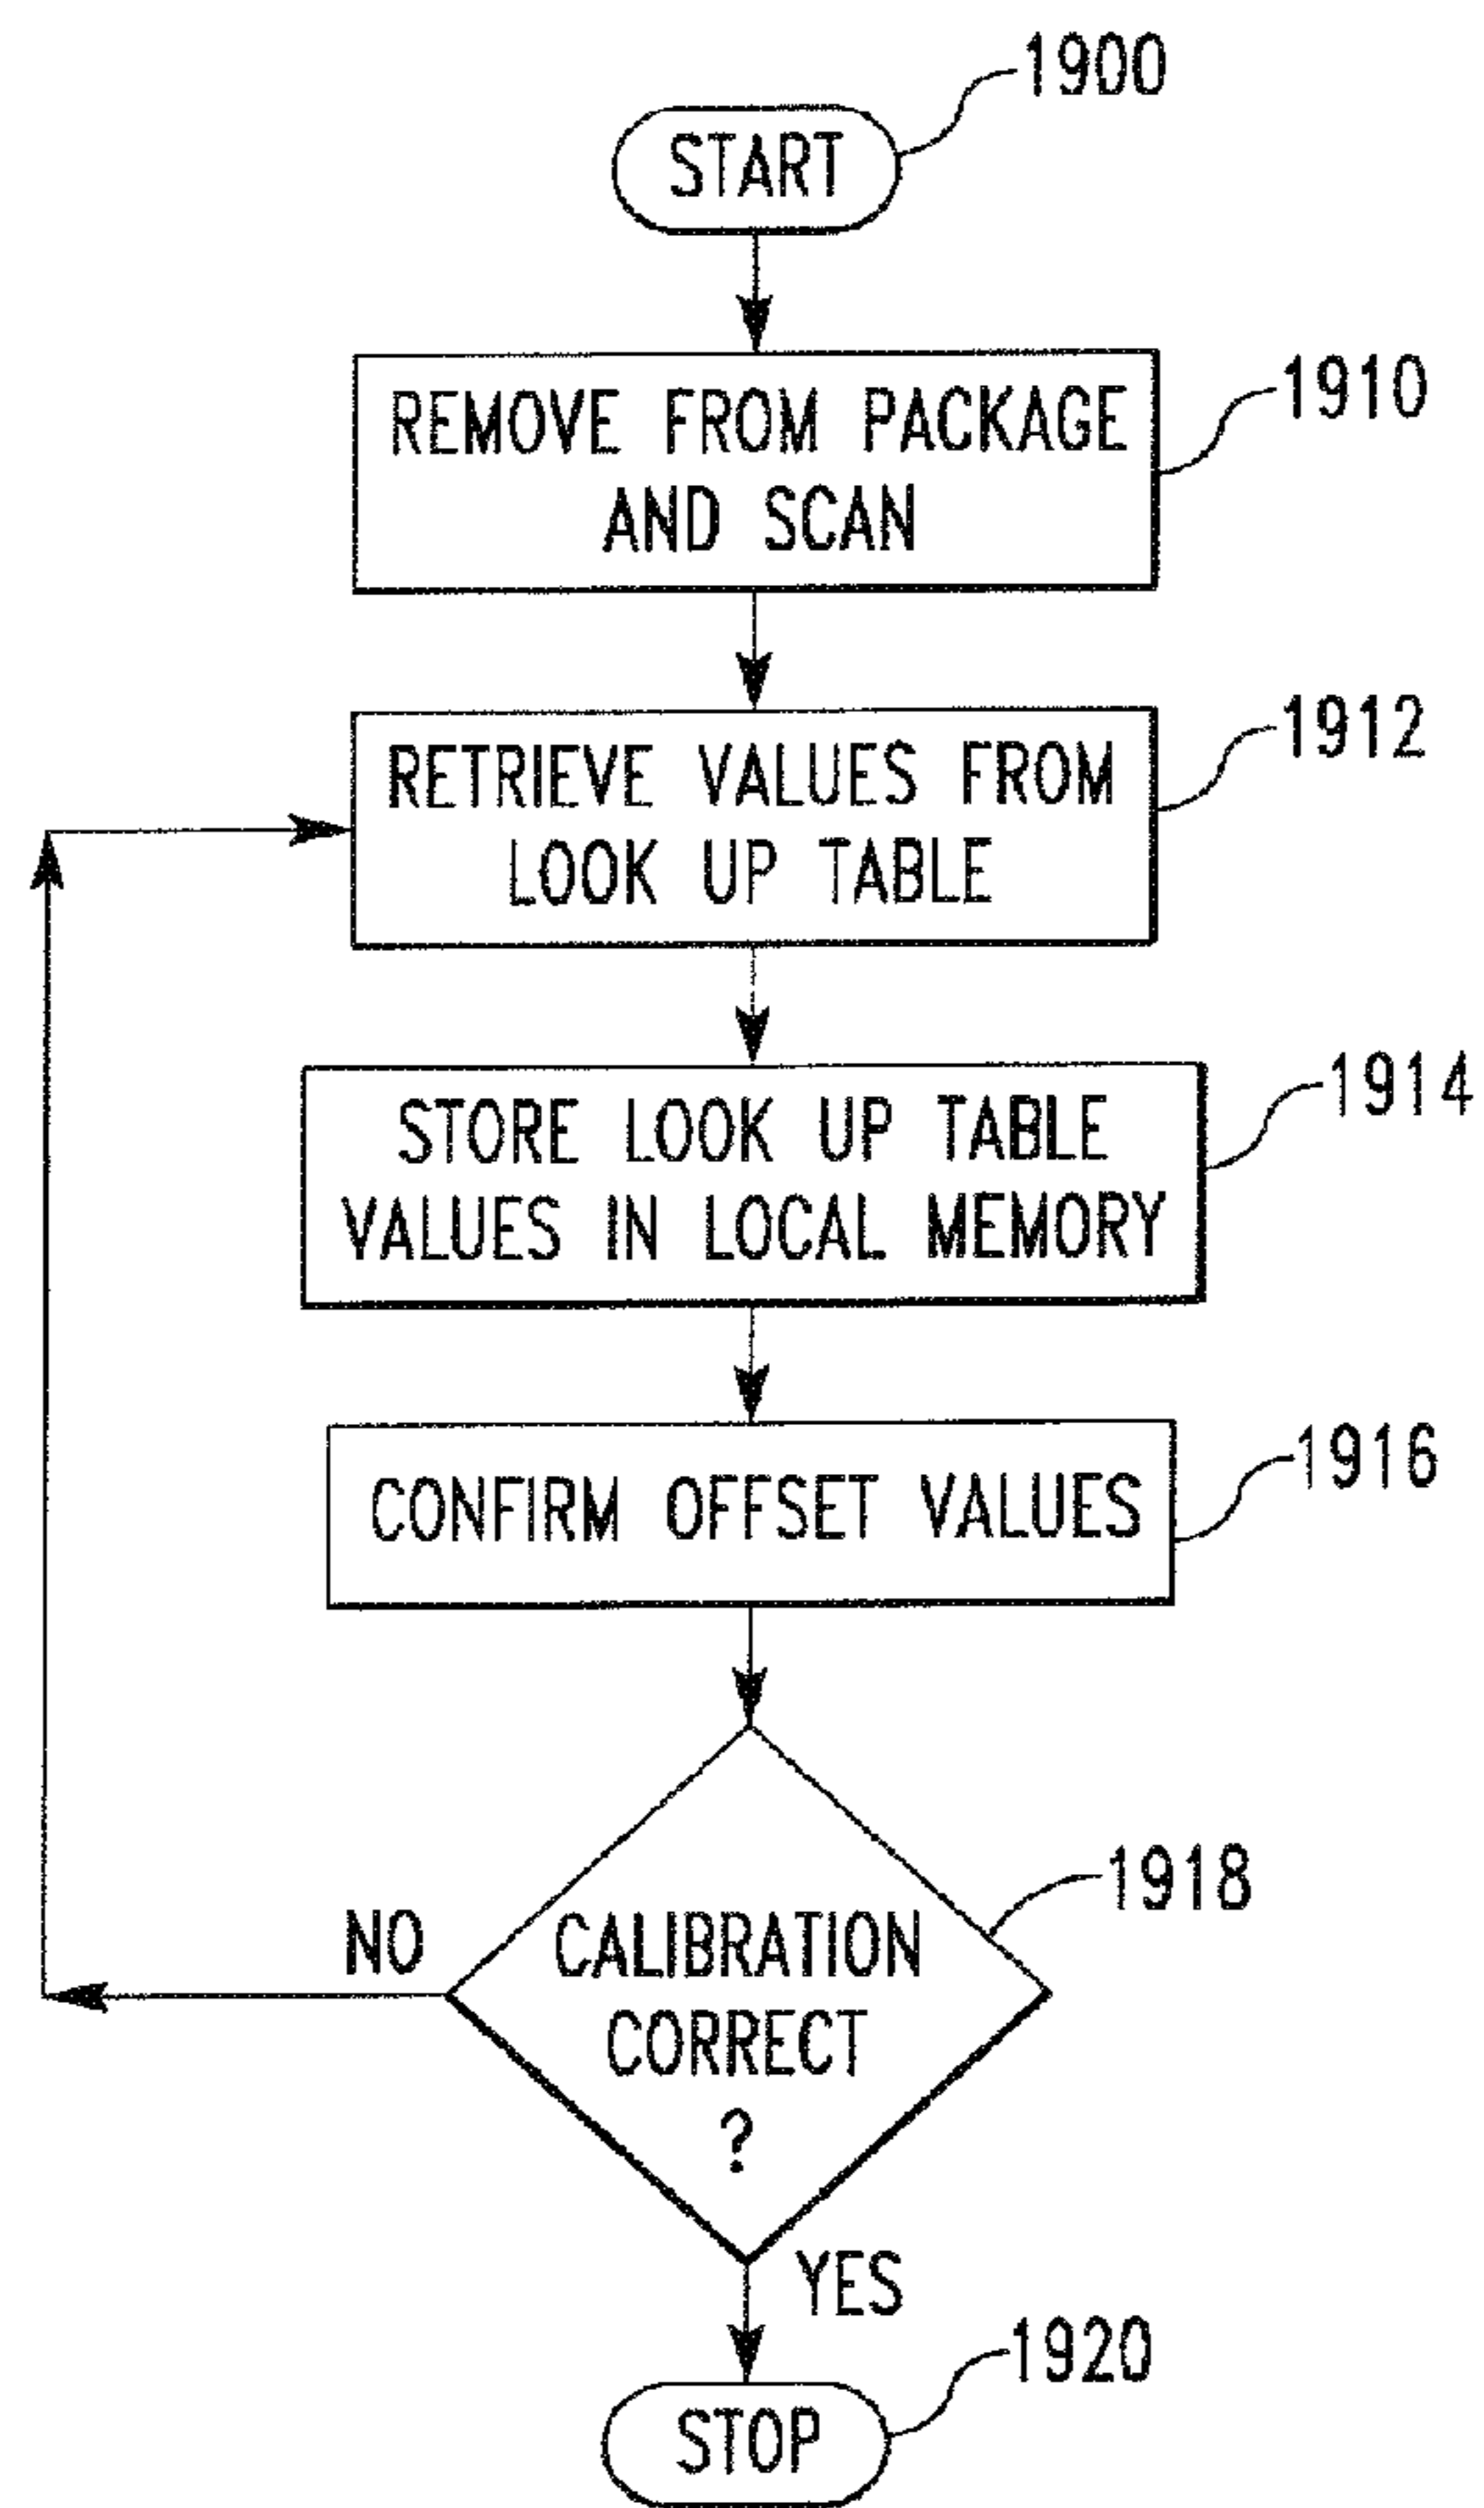 1900
START
1910
REMOVE FROM PACKAGE
AND SCAN
1912
RETRIEVE VALUES FROM
LOOK UP TABLE
1914
STORE LOOK UP TABLE
VALUES IN LOCAL MEMORY
1916
CONFIRM OFFSET VALUES
1918
NO
CALIBRATION
CORRECT
?
YES
1920
STOP